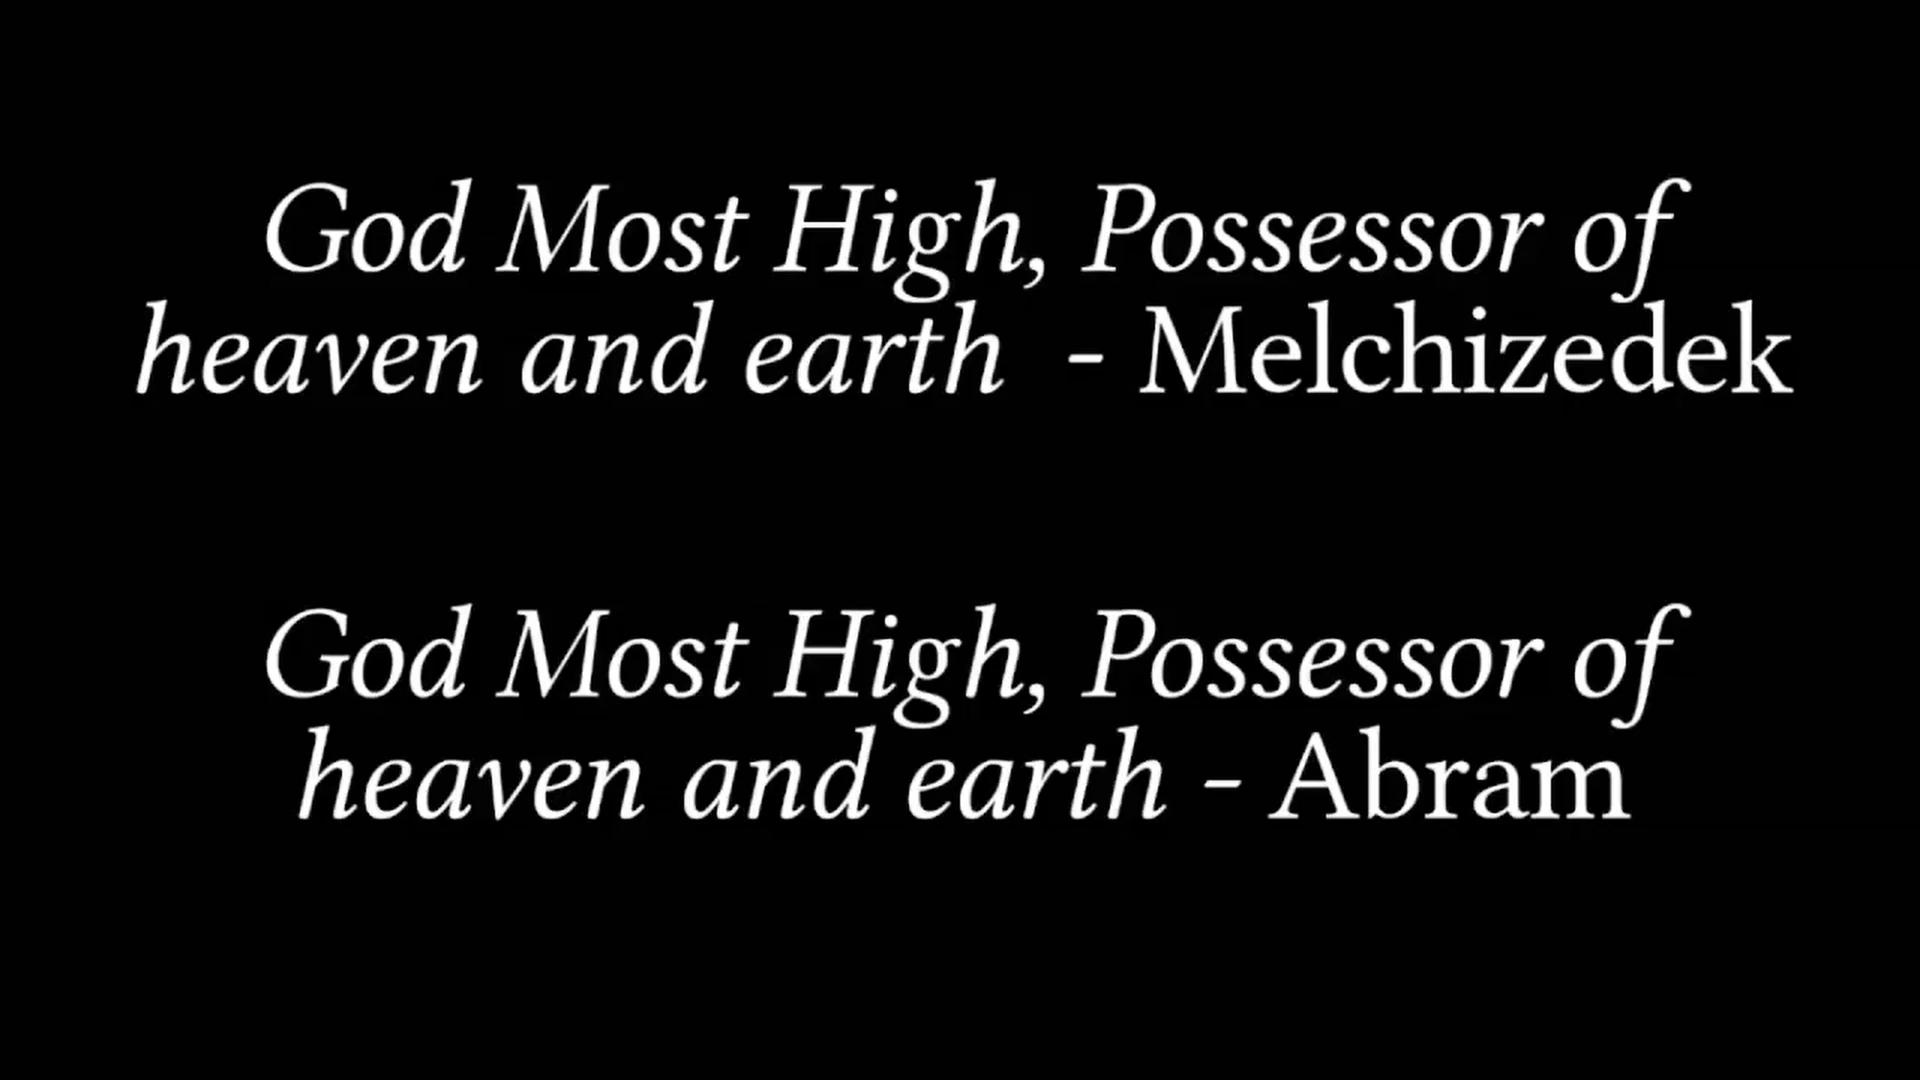 God Most High, Possessor of
heaven and earth - Melchizedek
God Most High, Possessor of
heaven and earth - Abram